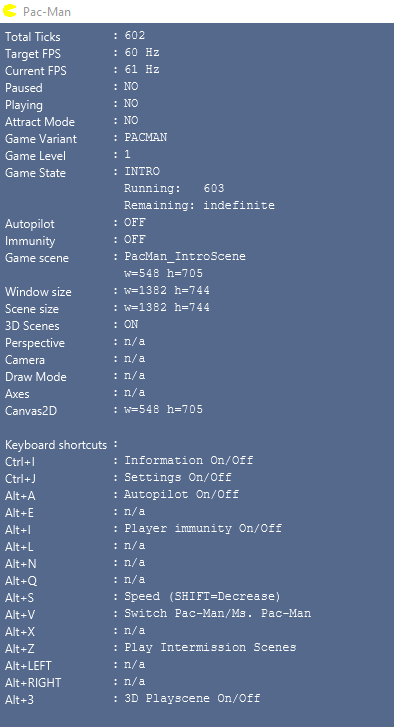 Pac-Man
Total Ticks : 602
Target FPS : 60 Hz
Current FPS : 61 Hz
Paused : NO
Playing : NO
Attract Mode : NO
Game Variant : PACMAN
Game Level : 1
Game State : INTRO
Running: 603
Remaining: indefinite
Autopilot : OFF
Immunity : OFF
Game scene : PacMan_IntroScene
w=548 h=705
Window size : w=1382 h=744
Scene size : w=1382 h=744
3D Scenes : ON
Perspective : n/a
Camera : n/a
Draw Mode : n/a
Axes : n/a
Canvas2D : w=548 h=705
Keyboard shortcuts :
Ctrl+I : Information On/Off
Ctrl+J : Settings On/Off
Alt+A : Autopilot On/Off
Alt+E : n/a
Alt+I : Player immunity On/Off
Alt+L : n/a
Alt+N : n/a
Alt+Q : n/a
Alt+S : Speed (SHIFT=Decrease)
Alt+V : Switch Pac-Man/Ms. Pac-Man
Alt+X : n/a
Alt+Z : Play Intermission Scenes
Alt+LEFT : n/a
Alt+RIGHT : n/a
Alt+3 : 3D Playscene On/Off